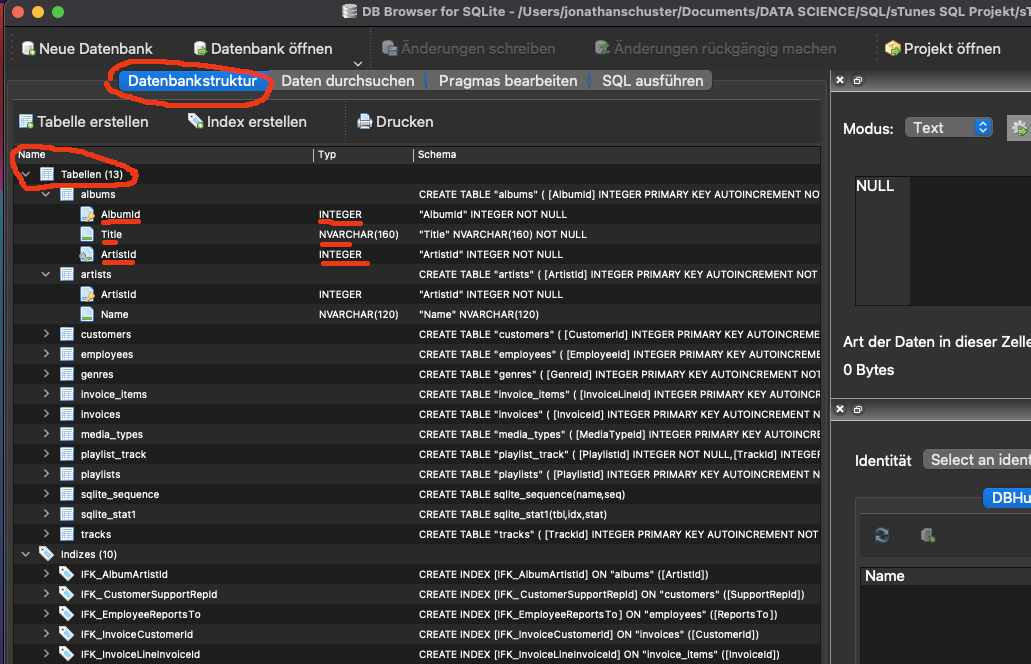 DB Browser for SQLite - /Users/jonathanschuster/Documents/DATA SCIENCE/SQL/sTunes SQL Projekt/sT
Neue Datenbank Datenbank öffnen Änderungen schreiben Änderungen rückgängig machen Projekt öffnen
Datenbankstruktur Daten durchsuchen Pragmas bearbeiten SQL ausführen
Tabelle erstellen Index erstellen Drucken
Name Typ Schema
Tabellen (13)
albums CREATE TABLE "albums" ( [AlbumId] INTEGER PRIMARY KEY AUTOINCREMENT NO
AlbumId INTEGER "AlbumId" INTEGER NOT NULL
Title NVARCHAR(160) "Title" NVARCHAR(160) NOT NULL
ArtistId INTEGER "ArtistId" INTEGER NOT NULL
artists CREATE TABLE "artists" ( [ArtistId] INTEGER PRIMARY KEY AUTOINCREMENT NOT
ArtistId INTEGER "ArtistId" INTEGER NOT NULL
Name NVARCHAR(120) "Name" NVARCHAR(120)
customers CREATE TABLE "customers" ( [CustomerId] INTEGER PRIMARY KEY AUTOINCREME
employees CREATE TABLE "employees" ( [EmployeeId] INTEGER PRIMARY KEY AUTOINCREME
genres CREATE TABLE "genres" ( [GenreId] INTEGER PRIMARY KEY AUTOINCREMENT NOT
invoice_items CREATE TABLE "invoice_items" ( [InvoiceLineId] INTEGER PRIMARY KEY AUTOINCR
invoices CREATE TABLE "invoices" ( [InvoiceId] INTEGER PRIMARY KEY AUTOINCREMENT N
media_types CREATE TABLE "media_types" ( [MediaTypeId] INTEGER PRIMARY KEY AUTOINCRE
playlist_track CREATE TABLE "playlist_track" ( [PlaylistId] INTEGER NOT NULL,[TrackId] INTEGER
playlists CREATE TABLE "playlists" ( [PlaylistId] INTEGER PRIMARY KEY AUTOINCREMENT N
sqlite_sequence CREATE TABLE sqlite_sequence(name,seq)
sqlite_stat1 CREATE TABLE sqlite_stat1(tbl,idx,stat)
tracks CREATE TABLE "tracks" ( [TrackId] INTEGER PRIMARY KEY AUTOINCREMENT NOT
Indizes (10)
IFK_AlbumArtistId CREATE INDEX [IFK_AlbumArtistId] ON "albums" ([ArtistId])
IFK_CustomerSupportRepId CREATE INDEX [IFK_CustomerSupportRepId] ON "customers" ([SupportRepId])
IFK_EmployeeReportsTo CREATE INDEX [IFK_EmployeeReportsTo] ON "employees" ([ReportsTo])
IFK_InvoiceCustomerId CREATE INDEX [IFK_InvoiceCustomerId] ON "invoices" ([CustomerId])
IFK_InvoiceLineInvoiceId CREATE INDEX [IFK_InvoiceLineInvoiceId] ON "invoice_items" ([InvoiceId])
Modus: Text
NULL
Art der Daten in dieser Zelle
0 Bytes
Identität Select an ident
DBHu
Name